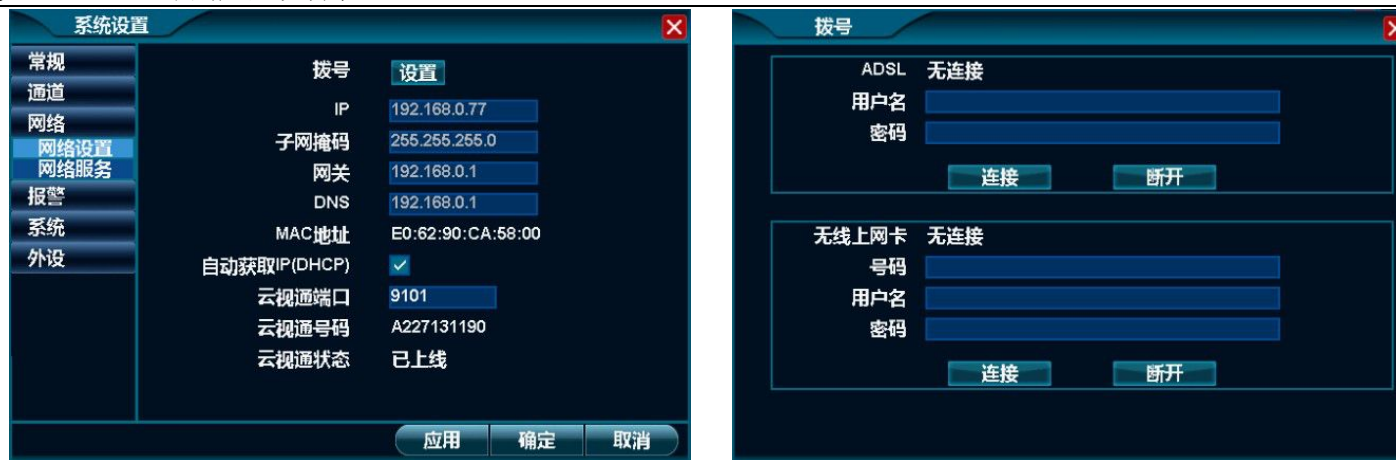 系统设置
常规
通道
网络
网络设置
网络服务
报警
系统
外设
拨号 设置
IP 192.168.0.77
子网掩码 255.255.255.0
网关 192.168.0.1
DNS 192.168.0.1
MAC地址 E0:62:90:CA:58:00
自动获取IP(DHCP)
云视通端口 9101
云视通号码 A227131190
云视通状态 已上线
应用 确定 取消
拨号
ADSL 无连接
用户名
密码
连接 断开
无线上网卡 无连接
号码
用户名
密码
连接 断开